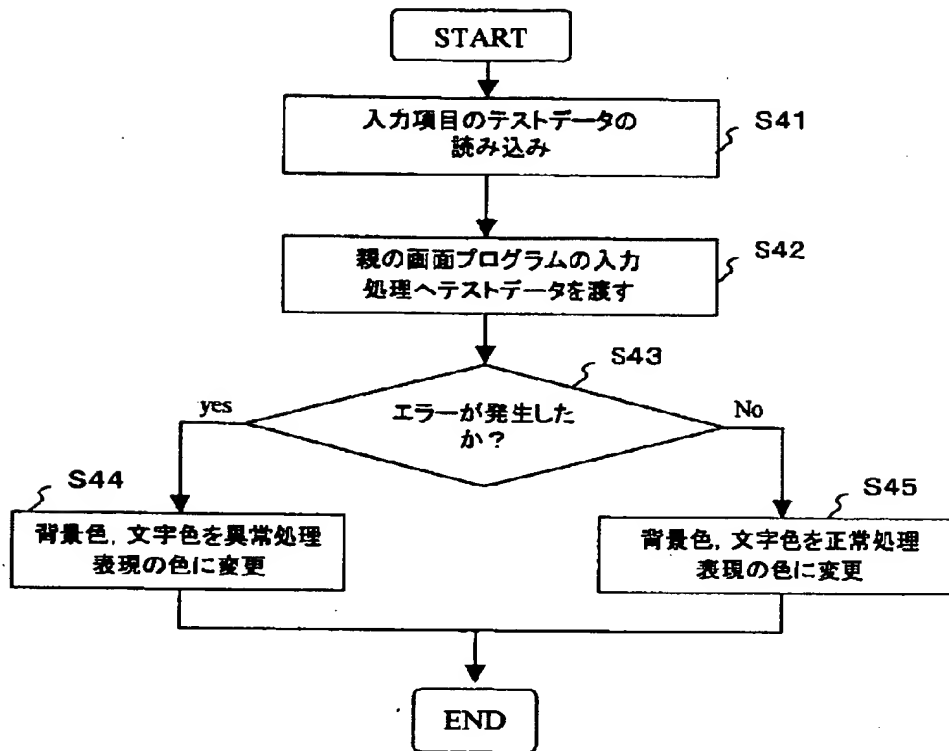 START
入力項目のテストデータの
読み込み
S41
親の画面プログラムの入力
処理へテストデータを渡す
S42
S43
エラーが発生した
か?
yes
No
S44
背景色,文字色を異常処理
表現の色に変更
S45
背景色,文字色を正常処理
表現の色に変更
END